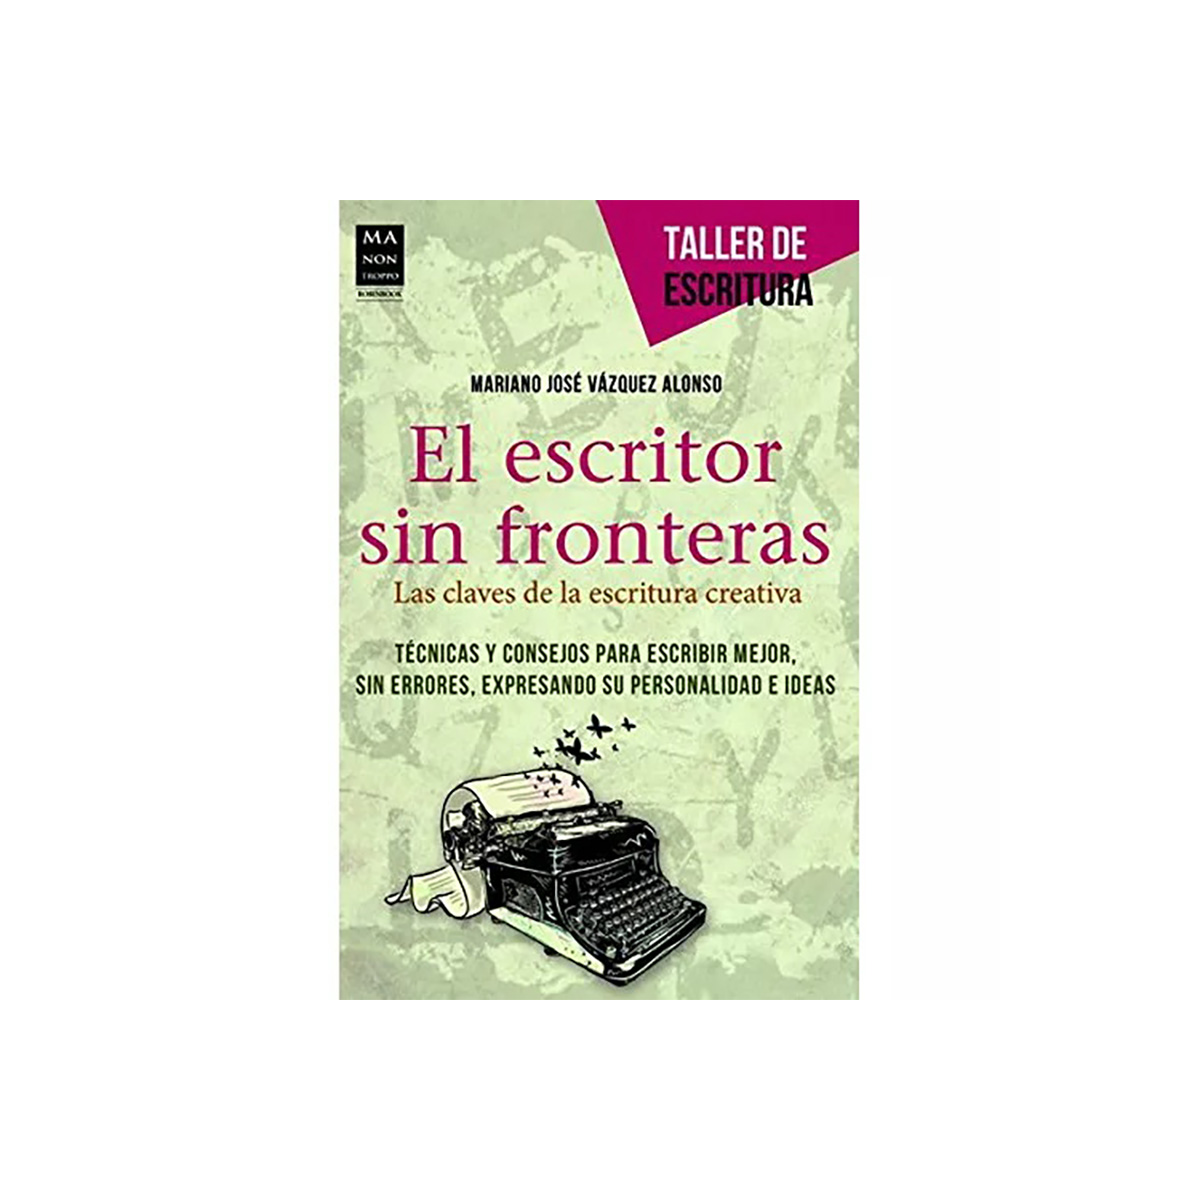 MA
NON
TROPPO
ROBINBOOK
TALLER DE
ESCRITURA
MARIANO JOSÉ VÁZQUEZ ALONSO
El escritor
sin fronteras
Las claves de la escritura creativa
TÉCNICAS Y CONSEJOS PARA ESCRIBIR MEJOR,
SIN ERRORES, EXPRESANDO SU PERSONALIDAD E IDEAS